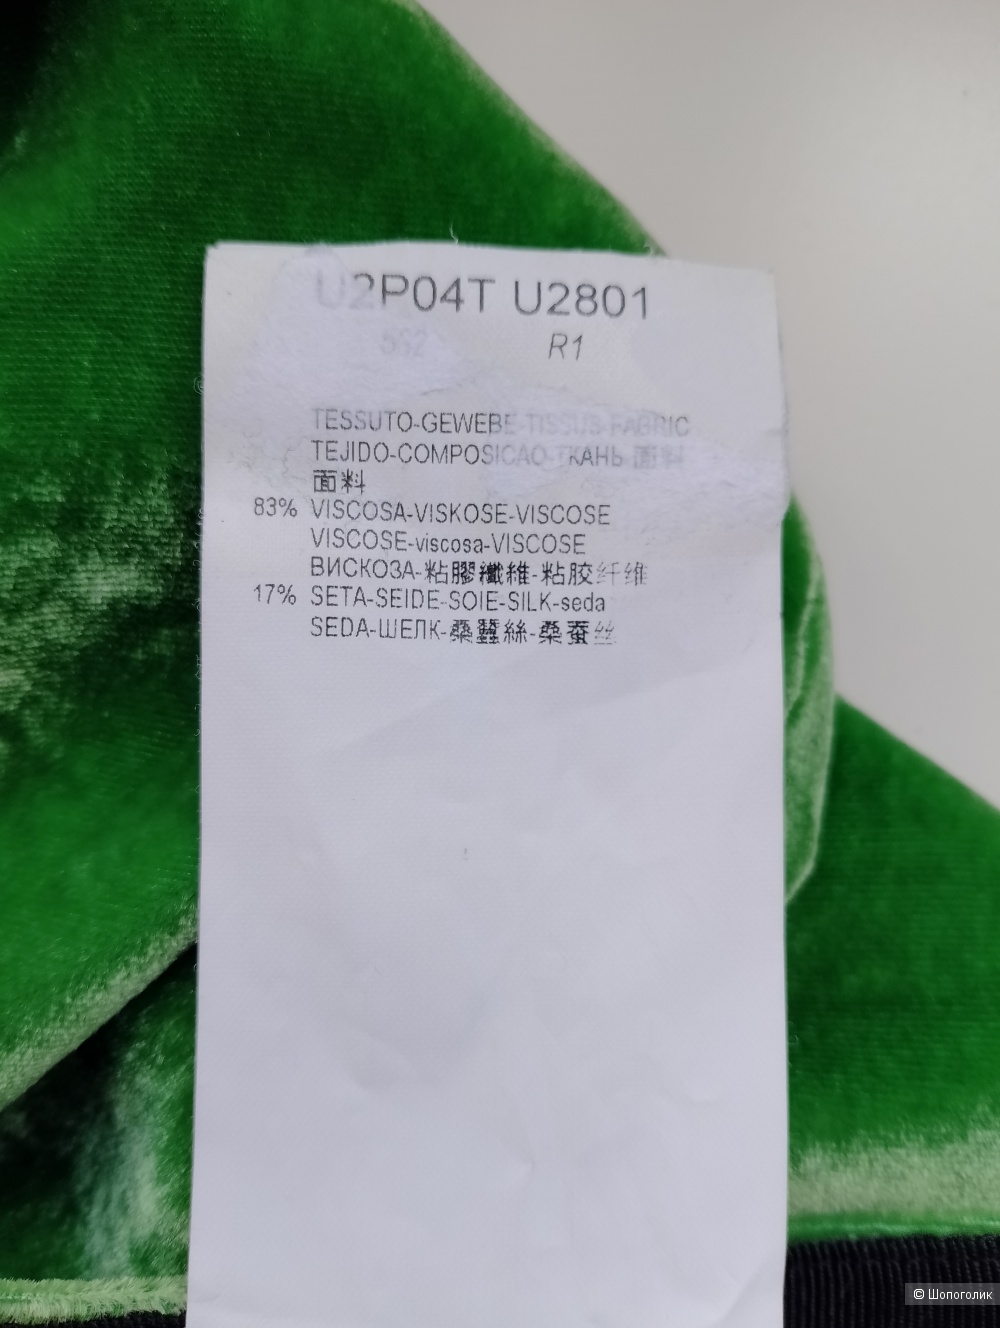 U2P04T U2801
562 R1
TESSUTO-GEWEBE-TISSUS-FABRIC
TEJIDO-COMPOSICAO-ТКАНЬ-面料
面料
83% VISCOSA-VISKOSE-VISCOSE
VISCOSE-viscosa-VISCOSE
ВИСКОЗА-粘膠纖維-粘胶纤维
17% SETA-SEIDE-SOIE-SILK-seda
SEDA-ШЕЛК-桑蠶絲-桑蚕丝
© Шопоголик